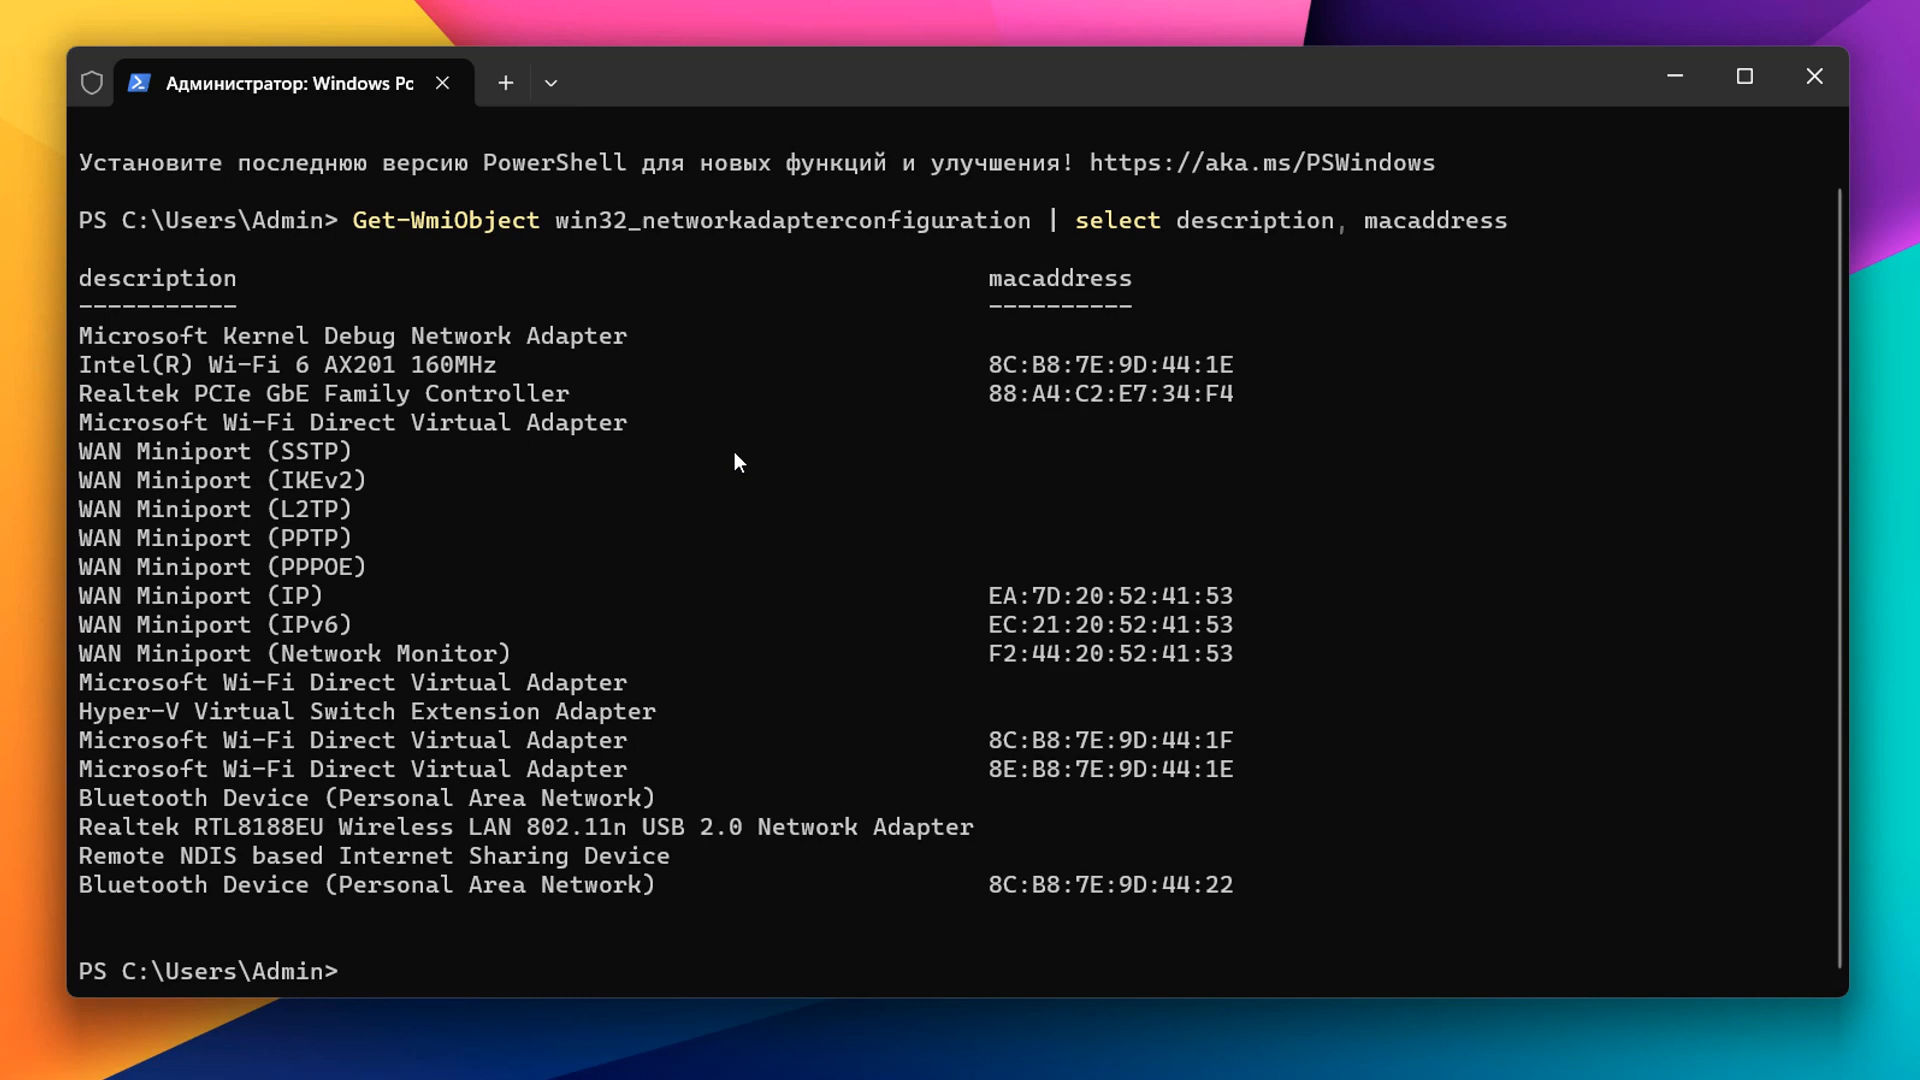 Администратор: Windows Po
Установите последнюю версию PowerShell для новых функций и улучшения! https://aka.ms/PSWindows
PS C:\Users\Admin> Get-WmiObject win32_networkadapterconfiguration | select description, macaddress
description macaddress
----------- ----------
Microsoft Kernel Debug Network Adapter
Intel(R) Wi-Fi 6 AX201 160MHz 8C:B8:7E:9D:44:1E
Realtek PCIe GbE Family Controller 88:A4:C2:E7:34:F4
Microsoft Wi-Fi Direct Virtual Adapter
WAN Miniport (SSTP)
WAN Miniport (IKEv2)
WAN Miniport (L2TP)
WAN Miniport (PPTP)
WAN Miniport (PPPOE)
WAN Miniport (IP) EA:7D:20:52:41:53
WAN Miniport (IPv6) EC:21:20:52:41:53
WAN Miniport (Network Monitor) F2:44:20:52:41:53
Microsoft Wi-Fi Direct Virtual Adapter
Hyper-V Virtual Switch Extension Adapter
Microsoft Wi-Fi Direct Virtual Adapter 8C:B8:7E:9D:44:1F
Microsoft Wi-Fi Direct Virtual Adapter 8E:B8:7E:9D:44:1E
Bluetooth Device (Personal Area Network)
Realtek RTL8188EU Wireless LAN 802.11n USB 2.0 Network Adapter
Remote NDIS based Internet Sharing Device
Bluetooth Device (Personal Area Network) 8C:B8:7E:9D:44:22
PS C:\Users\Admin>